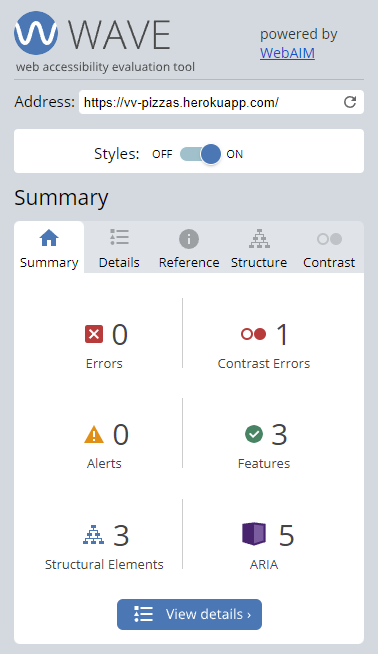 WAVE
web accessibility evaluation tool
powered by
WebAIM
Address: https://vv-pizzas.herokuapp.com/
Styles: OFF ON
Summary
Summary Details Reference Structure Contrast
0
Errors
1
Contrast Errors
0
Alerts
3
Features
3
Structural Elements
5
ARIA
View details ›